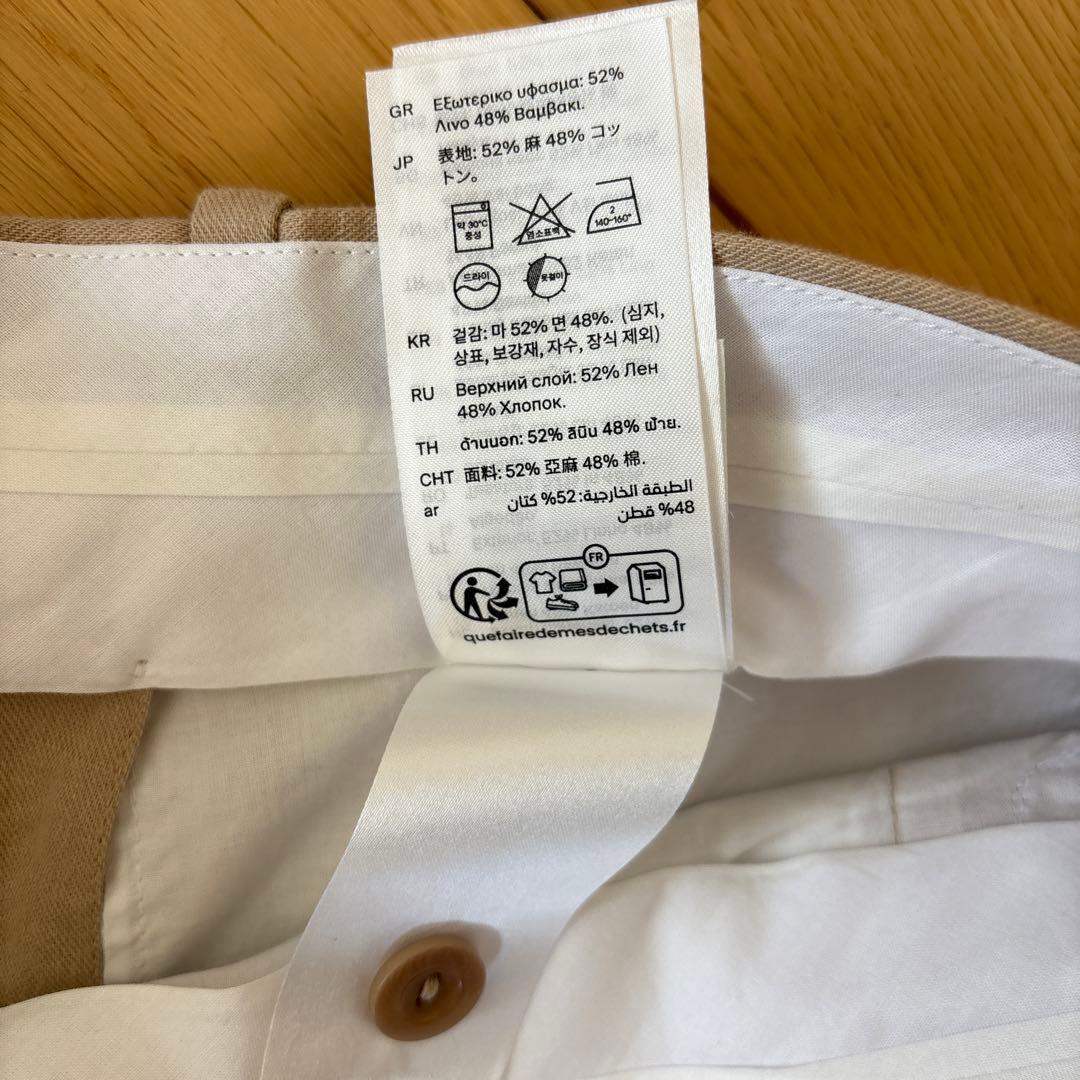 GR Εξωτερικο υφασμα: 52%
Λινο 48% Βαμβακι.
JP 表地: 52% 麻 48% コッ
トン。
약 30°C
중성
염소표백
2
140-160°
드라이
옷걸이
KR 겉감: 마 52% 면 48%. (심지,
상표, 보강재, 자수, 장식 제외)
RU Верхний слой: 52% Лен
48% Хлопок.
TH ด้านนอก: 52% ลินิน 48% ฝ้าย.
CHT 面料: 52% 亞麻 48% 棉.
ar الطبقة الخارجية: 52% كتان
48% قطن
FR
quefairedemesdechets.fr